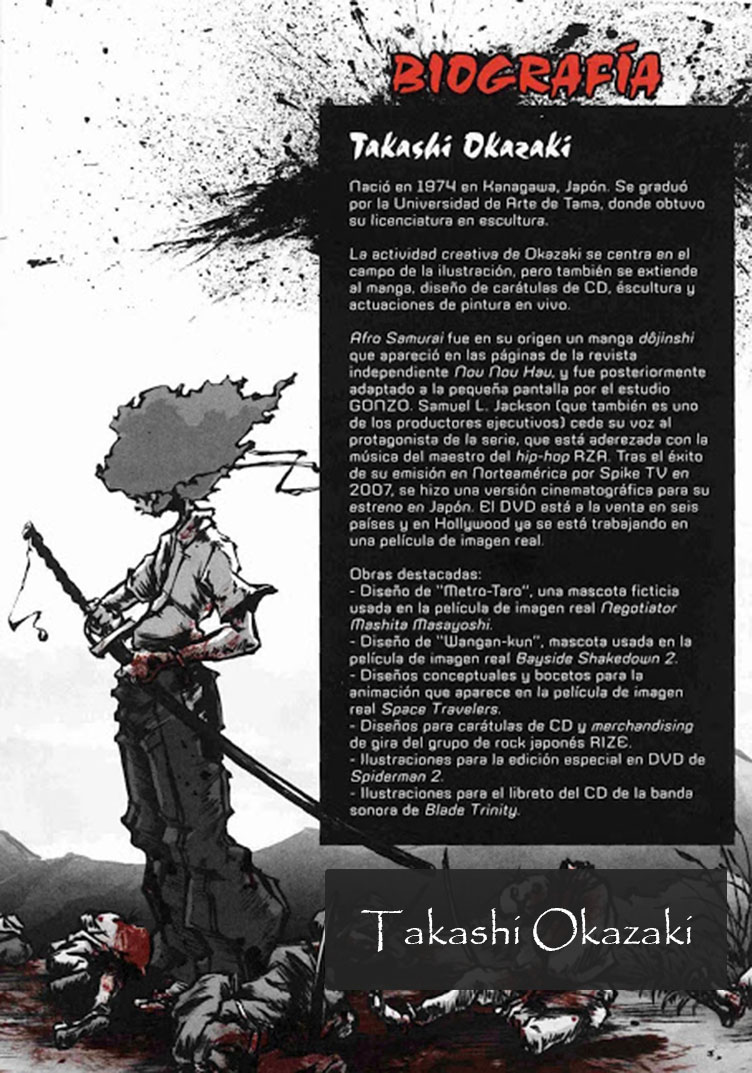 BIOGRAFÍA
Takashi Okazaki
Nació en 1974 en Kanagawa, Japón. Se graduó
por la Universidad de Arte de Tama, donde obtuvo
su licenciatura en escultura.
La actividad creativa de Okazaki se centra en el
campo de la ilustración, pero también se extiende
al manga, diseño de carátulas de CD, éscultura y
actuaciones de pintura en vivo.
Afro Samurai fue en su origen un manga dôjinshi
que apareció en las páginas de la revista
independiente Nou Nou Hau, y fue posteriormente
adaptado a la pequeña pantalla por el estudio
GONZO. Samuel L. Jackson (que también es uno
de los productores ejecutivos) cede su voz al
protagonista de la serie, que está aderezada con la
música del maestro del hip-hop RZA. Tras el éxito
de su emisión en Norteamérica por Spike TV en
2007, se hizo una versión cinematográfica para su
estreno en Japón. El DVD está a la venta en seis
países y en Hollywood ya se está trabajando en
una película de imagen real.
Obras destacadas:
- Diseño de "Metro-Taro", una mascota ficticia
usada en la película de imagen real Negotiator
Mashita Masayoshi.
- Diseño de "Wangan-kun", mascota usada en la
película de imagen real Bayside Shakedown 2.
- Diseños conceptuales y bocetos para la
animación que aparece en la película de imagen
real Space Travelers.
- Diseños para carátulas de CD y merchandising
de gira del grupo de rock japonés RIZE.
- Ilustraciones para la edición especial en DVD de
Spiderman 2.
- Ilustraciones para el libreto del CD de la banda
sonora de Blade Trinity.
Takashi Okazaki